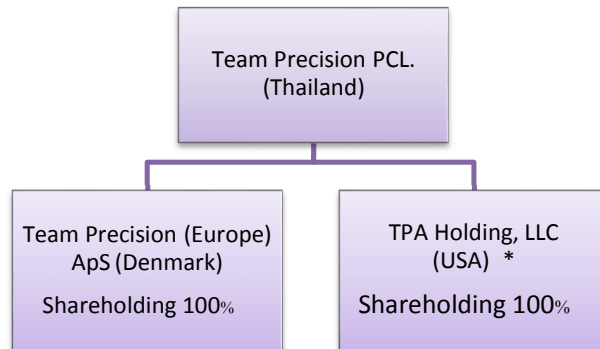 Team Precision PCL.
(Thailand)
Team Precision (Europe)
ApS (Denmark)
Shareholding 100%
TPA Holding, LLC
(USA) *
Shareholding 100%